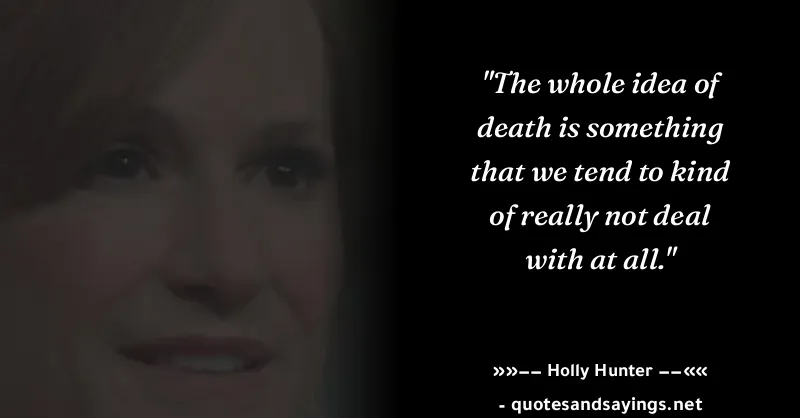 "The whole idea of
death is something
that we tend to kind
of really not deal
with at all."
»»−− Holly Hunter −−««
- quotesandsayings.net